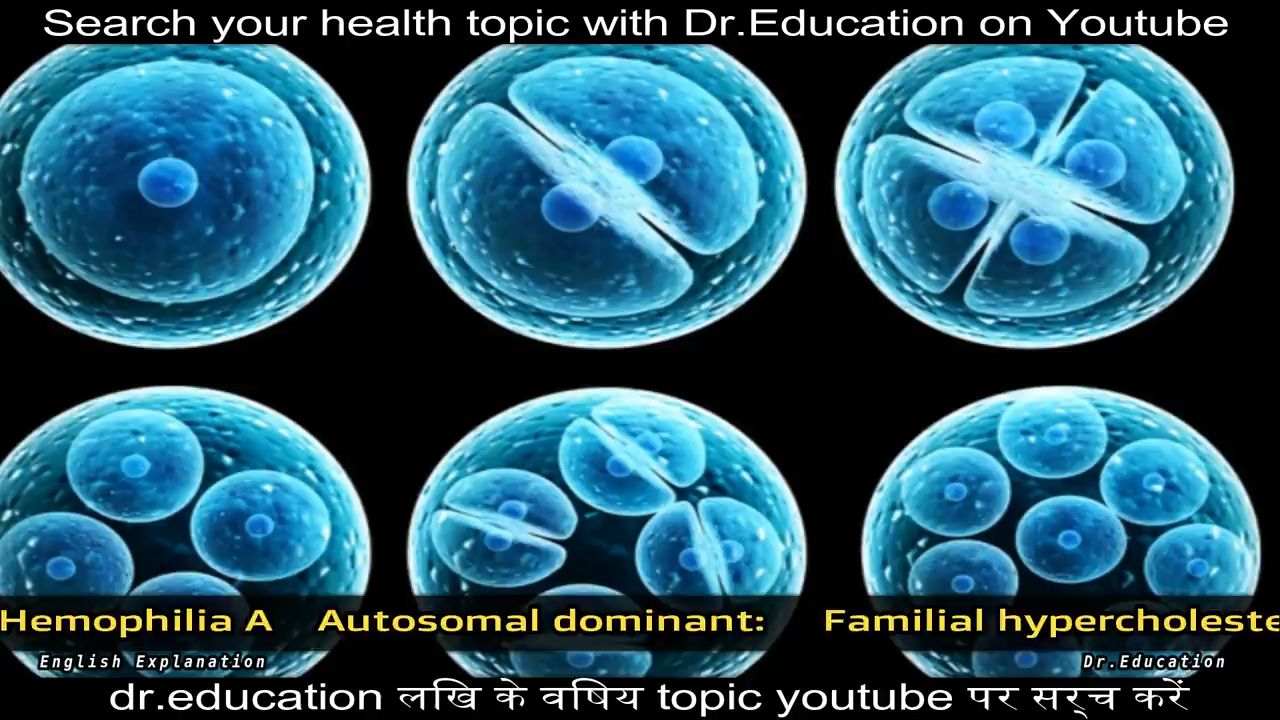 Search your health topic with Dr.Education on Youtube
Hemophilia A Autosomal dominant: Familial hypercholeste
English Explanation
Dr.Education
dr.education लखि के वषिय topic youtube पर सर्च करें